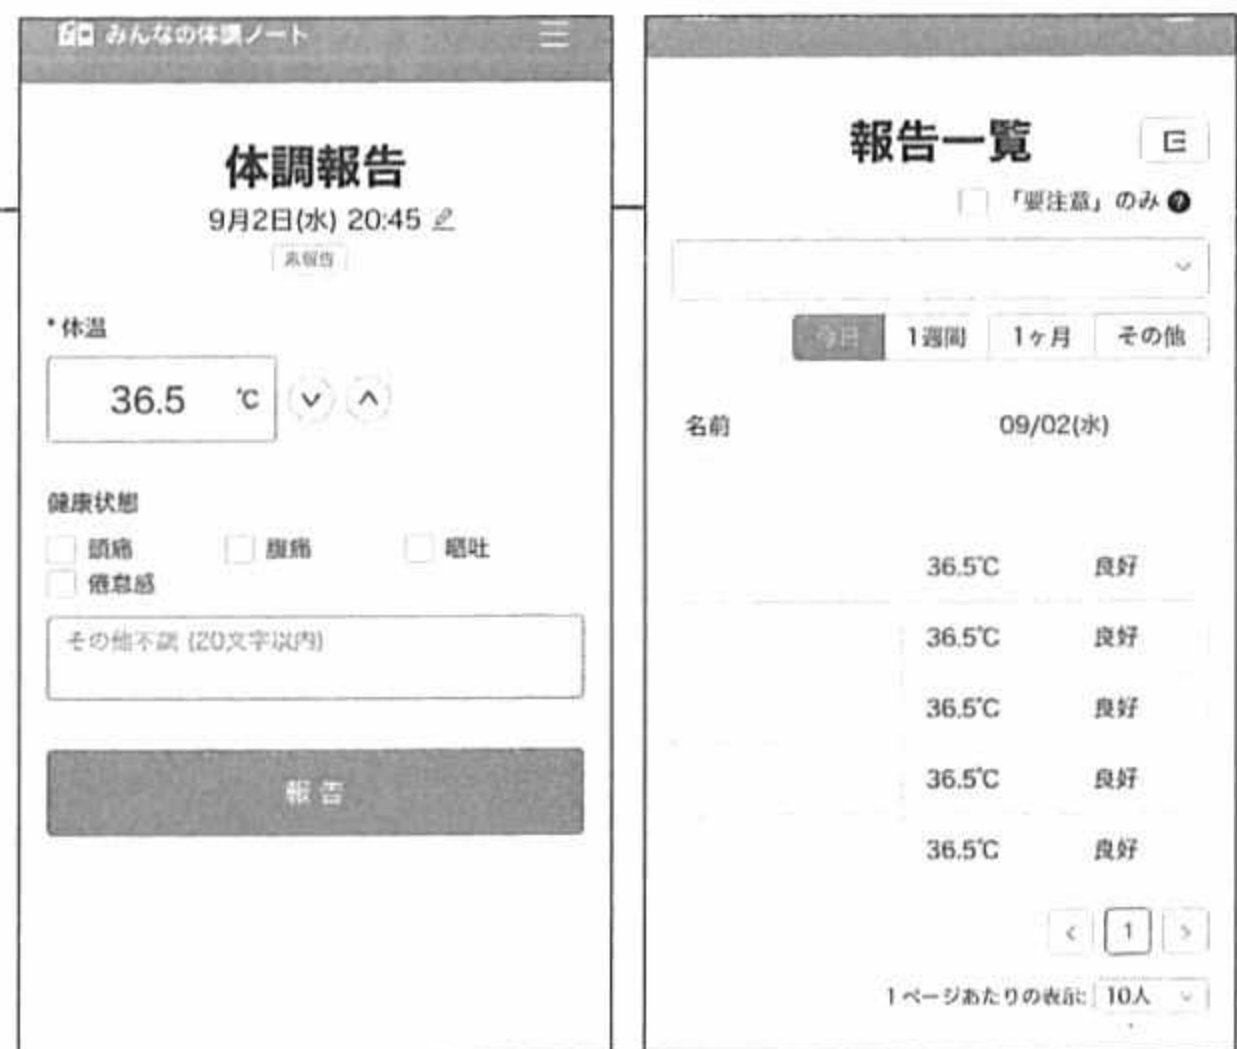 みんなの体調ノート
体調報告
9月2日(水) 20:45
未報告
*体温
36.5 ℃
健康状態
頭痛 腹痛 嘔吐
倦怠感
その他不調 (20文字以内)
報告
報告一覧
「要注意」のみ ?
今日 1週間 1ヶ月 その他
名前 09/02(水)
36.5℃ 良好
36.5℃ 良好
36.5℃ 良好
36.5℃ 良好
36.5℃ 良好
< 1 >
1ページあたりの表示: 10人